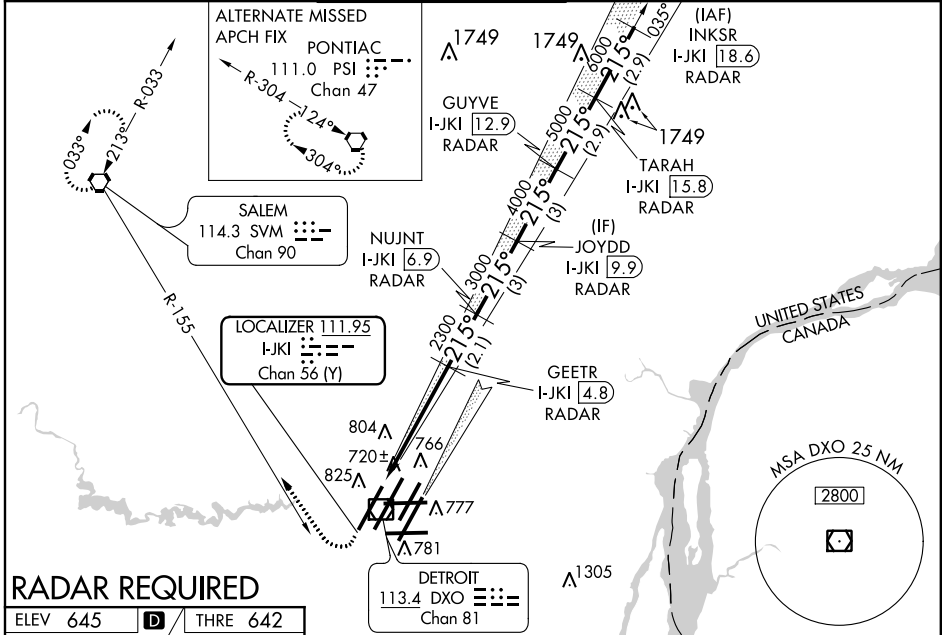 ALTERNATE MISSED
APCH FIX
PONTIAC
111.0 PSI
Chan 47
R-304
124°
304°
1749
1749
6000
215°
035°
(2.9)
(IAF)
INKSR
I-JKI 18.6
RADAR
R-033
213°
033°
GUYVE
I-JKI 12.9
RADAR
5000
215°
(2.9)
1749
TARAH
I-JKI 15.8
RADAR
SALEM
114.3 SVM
Chan 90
4000
215°
(3)
(IF)
JOYDD
I-JKI 9.9
RADAR
NUJNT
I-JKI 6.9
RADAR
3000
215°
(3)
R-155
LOCALIZER 111.95
I-JKI
Chan 56 (Y)
2300
215°
(2.1)
GEETR
I-JKI 4.8
RADAR
UNITED STATES
CANADA
804
720±
766
825
777
781
1305
MSA DXO 25 NM
2800
DETROIT
113.4 DXO
Chan 81
RADAR REQUIRED
ELEV 645 D THRE 642